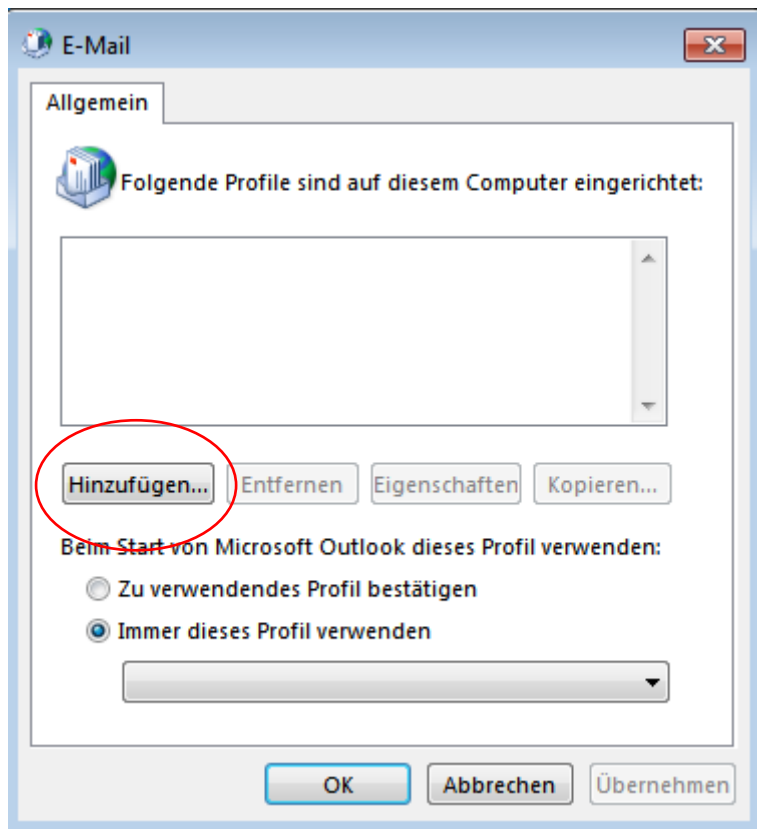 E-Mail
Allgemein
Folgende Profile sind auf diesem Computer eingerichtet:
Hinzufügen... Entfernen Eigenschaften Kopieren...
Beim Start von Microsoft Outlook dieses Profil verwenden:
Zu verwendendes Profil bestätigen
Immer dieses Profil verwenden
OK Abbrechen Übernehmen